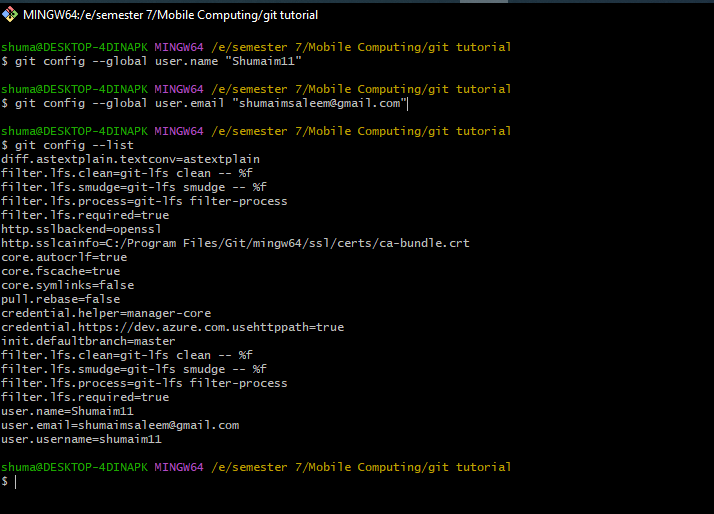 MINGW64:/e/semester 7/Mobile Computing/git tutorial
shuma@DESKTOP-4DINAPK MINGW64 /e/semester 7/Mobile Computing/git tutorial
$ git config --global user.name "Shumaim11"
shuma@DESKTOP-4DINAPK MINGW64 /e/semester 7/Mobile Computing/git tutorial
$ git config --global user.email "shumaimsaleem@gmail.com"
shuma@DESKTOP-4DINAPK MINGW64 /e/semester 7/Mobile Computing/git tutorial
$ git config --list
diff.astextplain.textconv=astextplain
filter.lfs.clean=git-lfs clean -- %f
filter.lfs.smudge=git-lfs smudge -- %f
filter.lfs.process=git-lfs filter-process
filter.lfs.required=true
http.sslbackend=openssl
http.sslcainfo=C:/Program Files/Git/mingw64/ssl/certs/ca-bundle.crt
core.autocrlf=true
core.fscache=true
core.symlinks=false
pull.rebase=false
credential.helper=manager-core
credential.https://dev.azure.com.usehttppath=true
init.defaultbranch=master
filter.lfs.clean=git-lfs clean -- %f
filter.lfs.smudge=git-lfs smudge -- %f
filter.lfs.process=git-lfs filter-process
filter.lfs.required=true
user.name=Shumaim11
user.email=shumaimsaleem@gmail.com
user.username=shumaim11
shuma@DESKTOP-4DINAPK MINGW64 /e/semester 7/Mobile Computing/git tutorial
$